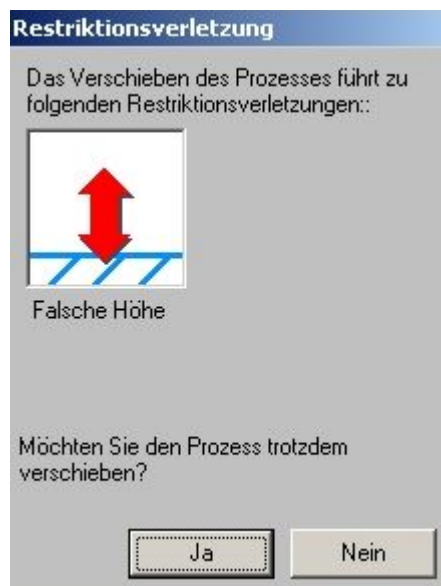 Restriktionsverletzung
Das Verschieben des Prozesses führt zu
folgenden Restriktionsverletzungen::
Falsche Höhe
Möchten Sie den Prozess trotzdem
verschieben?
Ja
Nein